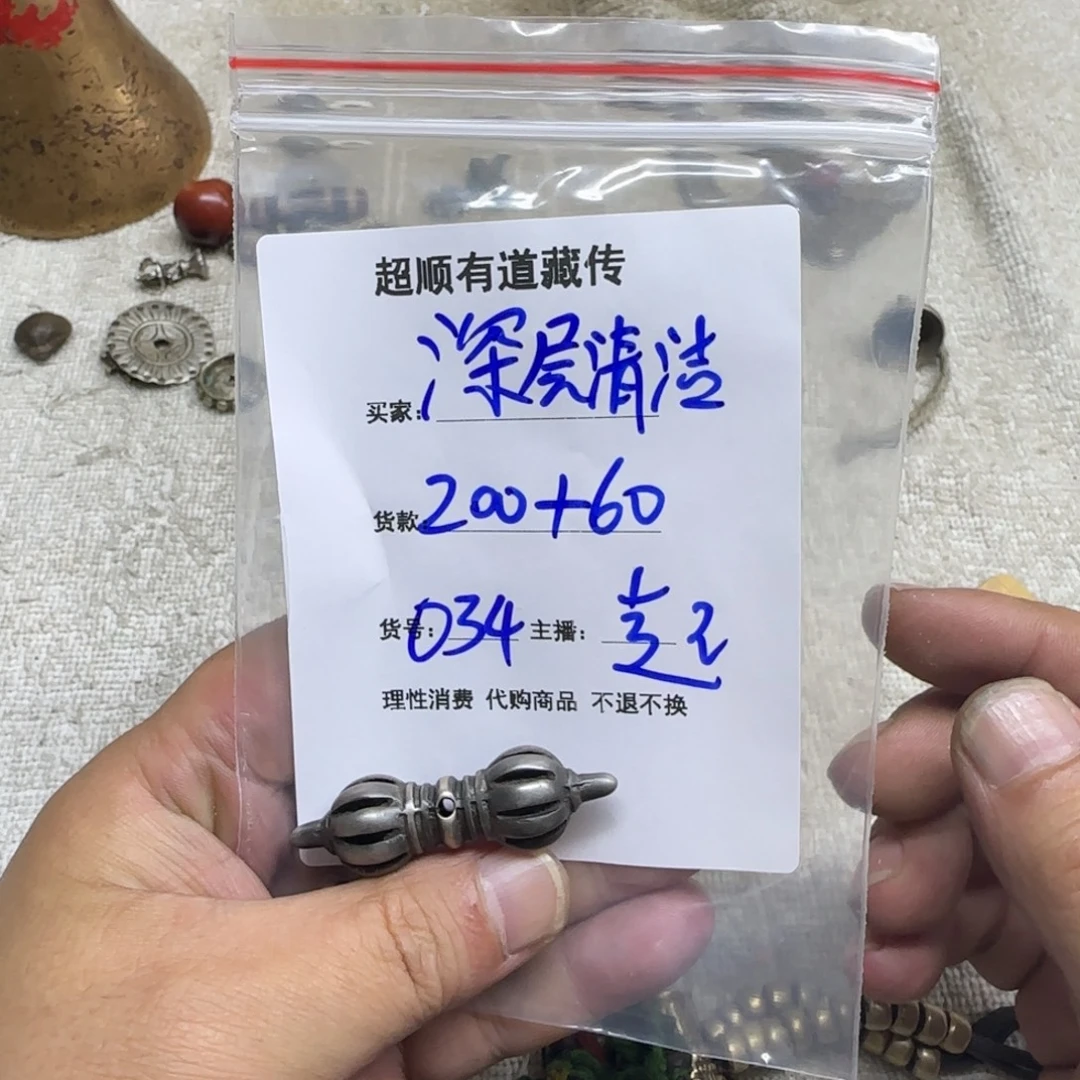 超顺有道藏传
买家：深层清洁
货款：200+60
货号：034 主播：超
理性消费 代购商品 不退不换